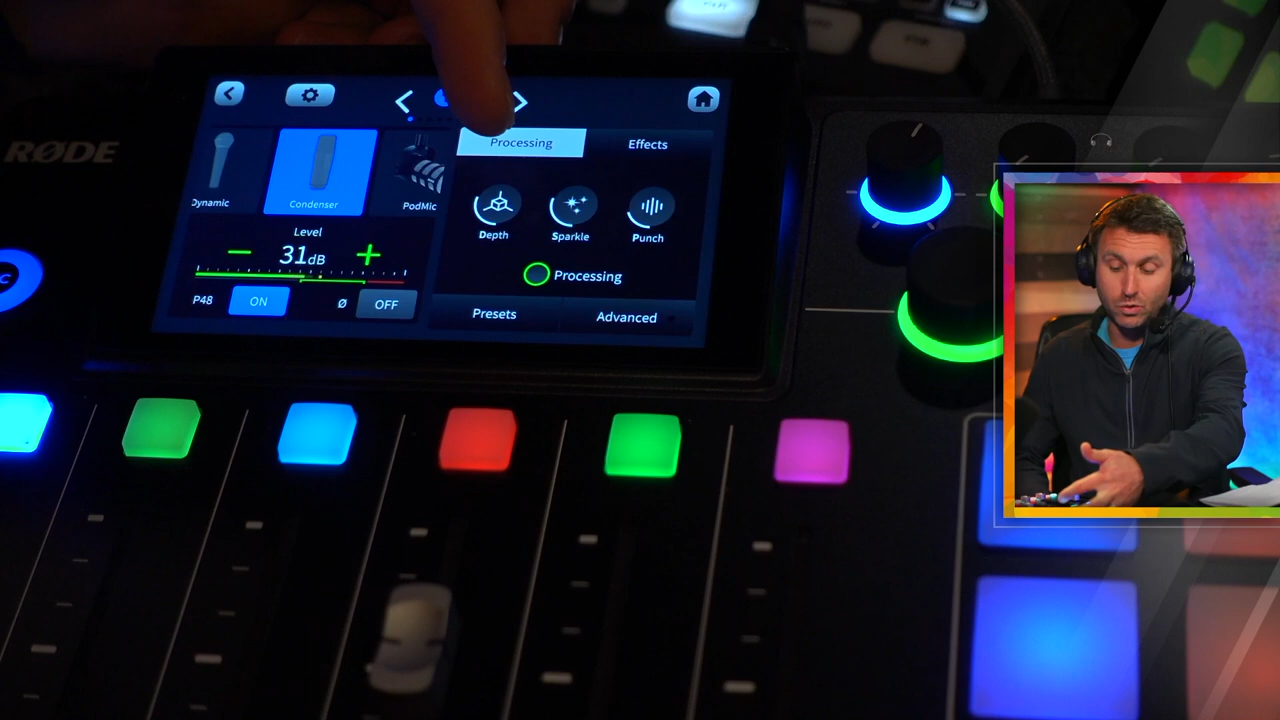 RØDE
Dynamic
Condenser
PodMic
Level
31dB
P48
ON
Ø
OFF
Processing
Effects
Depth
Sparkle
Punch
Processing
Presets
Advanced
C